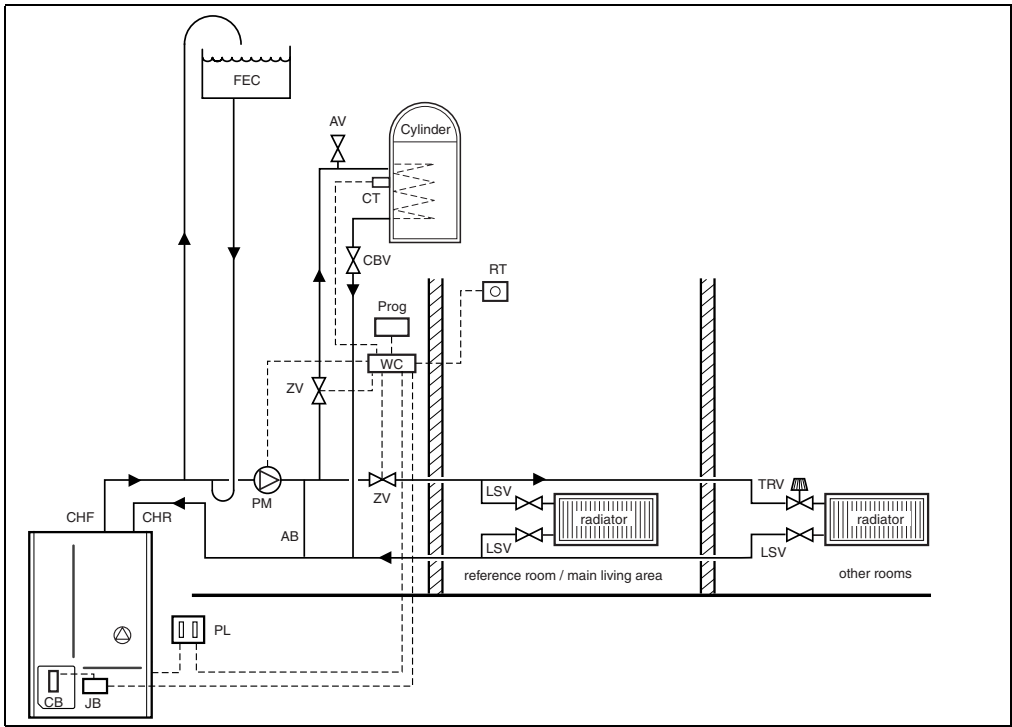 FEC
AV
Cylinder
CT
CBV
RT
Prog
WC
ZV
PM
ZV
LSV
TRV
radiator
radiator
CHF
CHR
AB
LSV
LSV
reference room / main living area
other rooms
PL
CB
JB